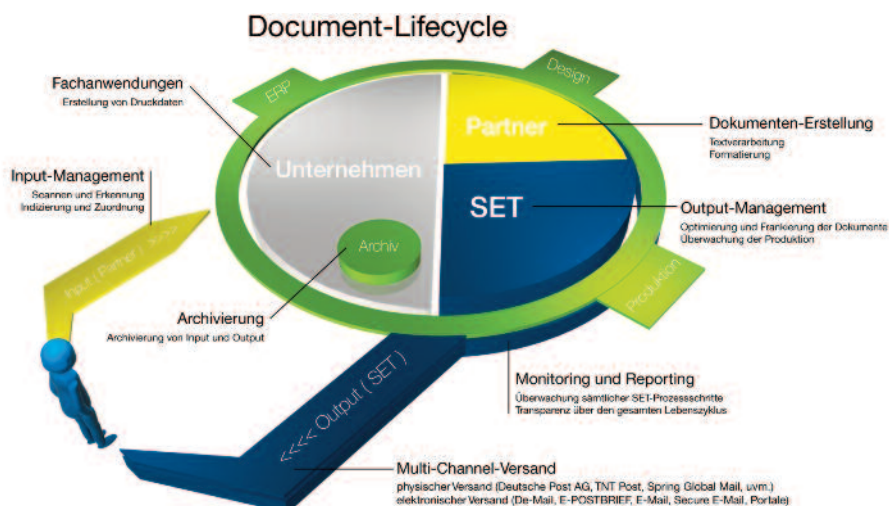 Document-Lifecycle
Fachanwendungen
Erstellung von Druckdaten
ERP
Design
Partner
Dokumenten-Erstellung
Textverarbeitung
Formatierung
Unternehmen
Input-Management
Scannen und Erkennung
Indizierung und Zuordnung
SET
Output-Management
Optimierung und Frankierung der Dokumente
Überwachung der Produktion
Archiv
Input ( Partner ) >>>>
Produktion
Archivierung
Archivierung von Input und Output
<<<< Output ( SET )
Monitoring und Reporting
Überwachung sämtlicher SET-Prozessschritte
Transparenz über den gesamten Lebenszyklus
Multi-Channel-Versand
physischer Versand (Deutsche Post AG, TNT Post, Spring Global Mail, uvm.)
elektronischer Versand (De-Mail, E-POSTBRIEF, E-Mail, Secure E-Mail, Portale)